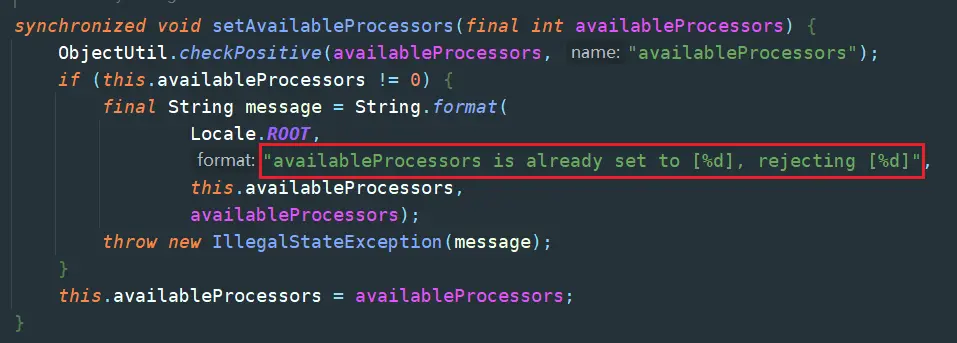 synchronized void setAvailableProcessors(final int availableProcessors) {
ObjectUtil.checkPositive(availableProcessors, name: "availableProcessors");
if (this.availableProcessors != 0) {
final String message = String.format(
Locale.ROOT,
format: "availableProcessors is already set to [%d], rejecting [%d]",
this.availableProcessors,
availableProcessors);
throw new IllegalStateException(message);
}
this.availableProcessors = availableProcessors;
}